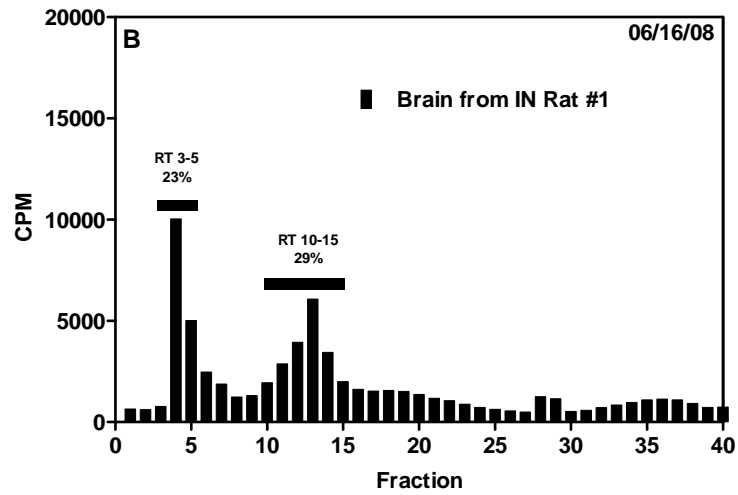 20000
B
06/16/08
Brain from IN Rat #1
15000
RT 3-5
23%
10000
RT 10-15
29%
CPM
5000
0
0 5 10 15 20 25 30 35 40
Fraction